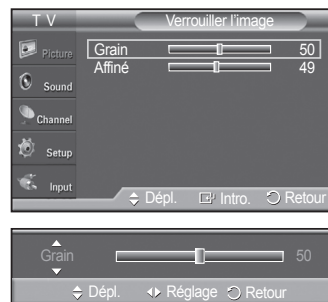 T V Verrouiller l'image
Picture
Grain 50
Affiné 49
Sound
Channel
Setup
Input
Dépl. Intro. Retour
Grain 50
Dépl. Réglage Retour